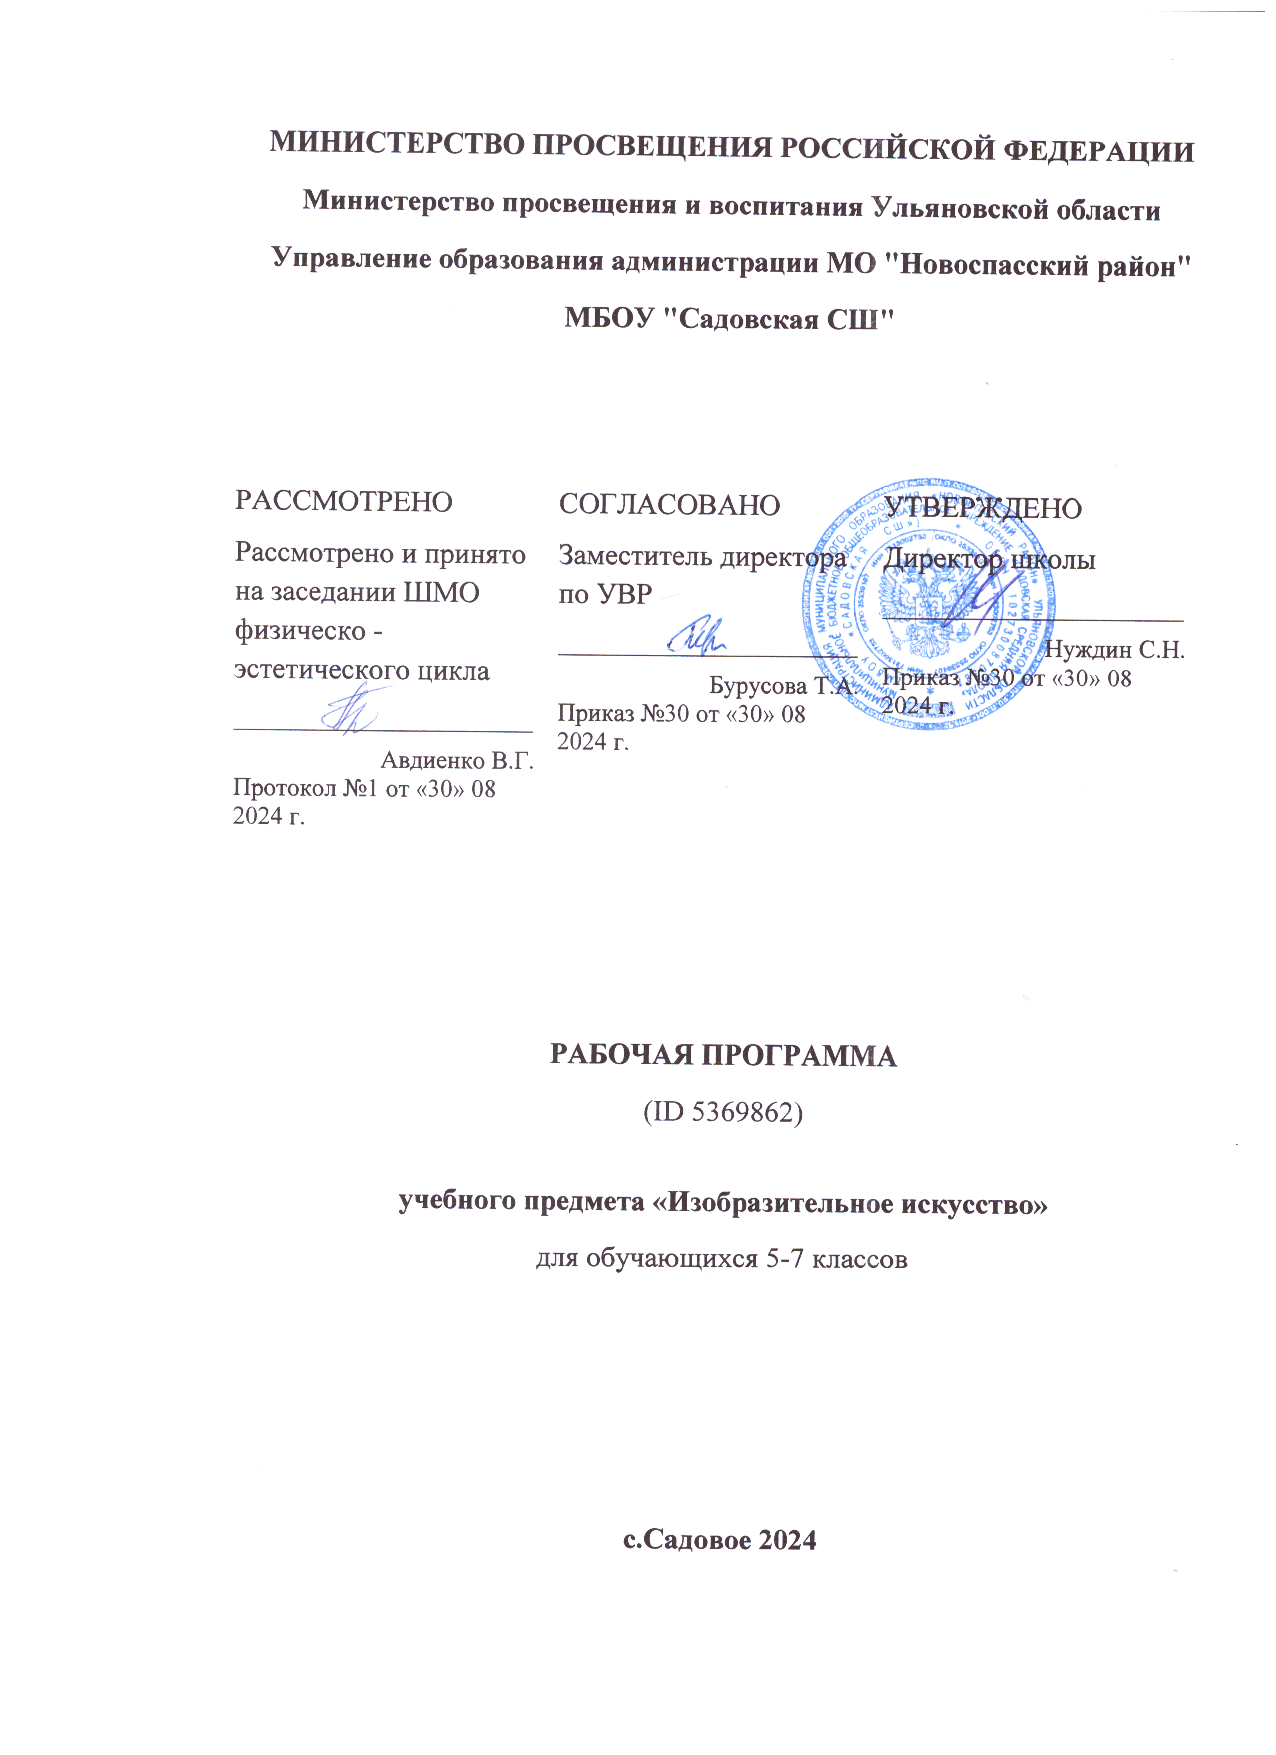 МИНИСТЕРСТВО ПРОСВЕЩЕНИЯ РОССИЙСКОЙ ФЕДЕРАЦИИ
Министерство просвещения и воспитания Ульяновской области
Управление образования администрации МО "Новоспасский район"
МБОУ "Садовская СШ"
РАССМОТРЕНО
Рассмотрено и принято
на заседании ШМО
физическо -
эстетического цикла
Авдиенко В.Г.
Протокол №1 от «30» 08
2024 г.
СОГЛАСОВАНО
Заместитель директора
по УВР
Бурусова Т.А.
Приказ №30 от «30» 08
2024 г.
УТВЕРЖДЕНО
Директор школы
Нуждин С.Н.
Приказ №30 от «30» 08
2024 г.
РАБОЧАЯ ПРОГРАММА
(ID 5369862)
учебного предмета «Изобразительное искусство»
для обучающихся 5-7 классов
с.Садовое 2024